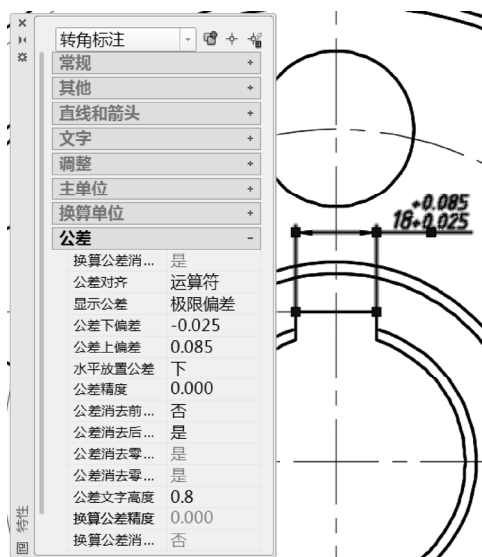 转角标注
常规
其他
直线和箭头
文字
调整
主单位
换算单位
公差
换算公差消... 是
公差对齐 运算符
显示公差 极限偏差
公差下偏差 -0.025
公差上偏差 0.085
水平放置公差 下
公差精度 0.000
公差消去前... 否
公差消去后... 是
公差消去零... 是
公差消去零... 是
公差文字高度 0.8
换算公差精度 0.000
换算公差消... 否
特性
+0.085
18+0.025